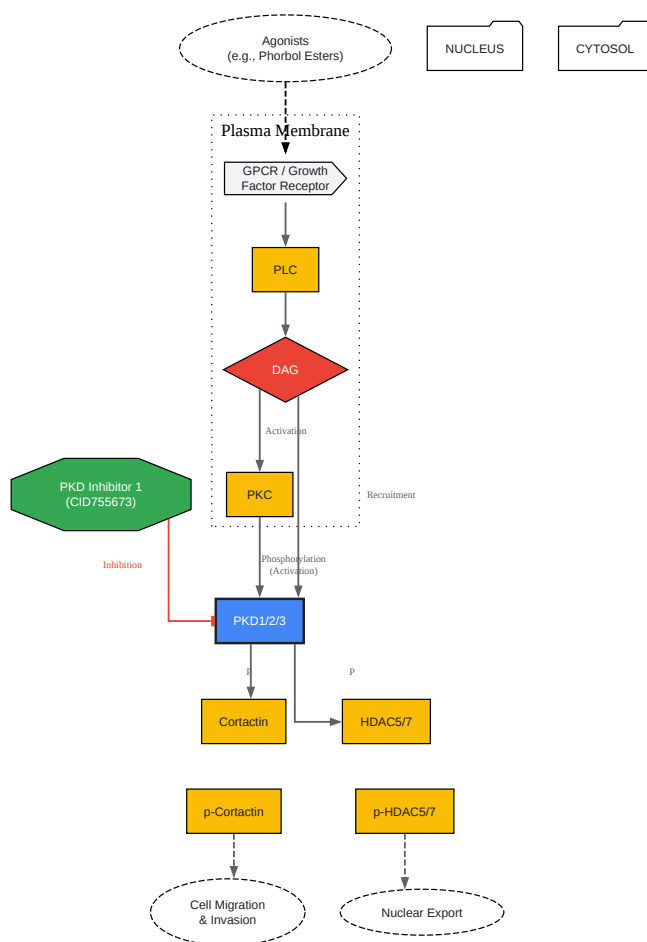 Agonists
(e.g., Phorbol Esters)
NUCLEUS
CYTOSOL
Plasma Membrane
GPCR / Growth
Factor Receptor
PLC
DAG
Activation
PKD Inhibitor 1
(CID755673)
PKC
Recruitment
Inhibition
Phosphorylation
(Activation)
PKD1/2/3
P
P
Cortactin
HDAC5/7
p-Cortactin
p-HDAC5/7
Cell Migration
& Invasion
Nuclear Export